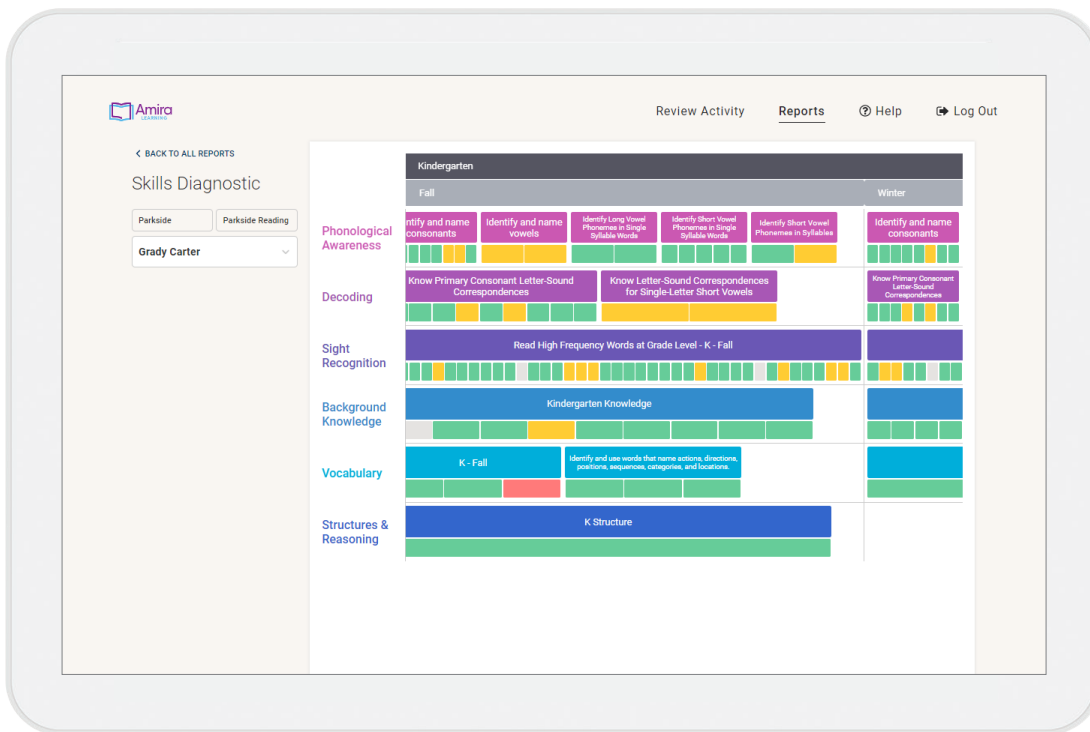 Amira
LEARNING
Review Activity
Reports
Help
Log Out
BACK TO ALL REPORTS
Skills Diagnostic
Parkside
Parkside Reading
Grady Carter
Kindergarten
Fall
Winter
Phonological
Awareness
ntify and name
consonants
Identify and name
vowels
Identify Long Vowel
Phonemes in Single
Syllable Words
Identify Short Vowel
Phonemes in Single
Syllable Words
Identify Short Vowel
Phonemes in Syllables
Identify and name
consonants
Decoding
Know Primary Consonant Letter-Sound
Correspondences
Know Letter-Sound Correspondences
for Single-Letter Short Vowels
Know Primary Consonant
Letter-Sound
Correspondences
Sight
Recognition
Read High Frequency Words at Grade Level - K - Fall
Background
Knowledge
Kindergarten Knowledge
Vocabulary
K - Fall
Identify and use words that name actions, directions,
positions, sequences, categories, and locations.
Structures &
Reasoning
K Structure